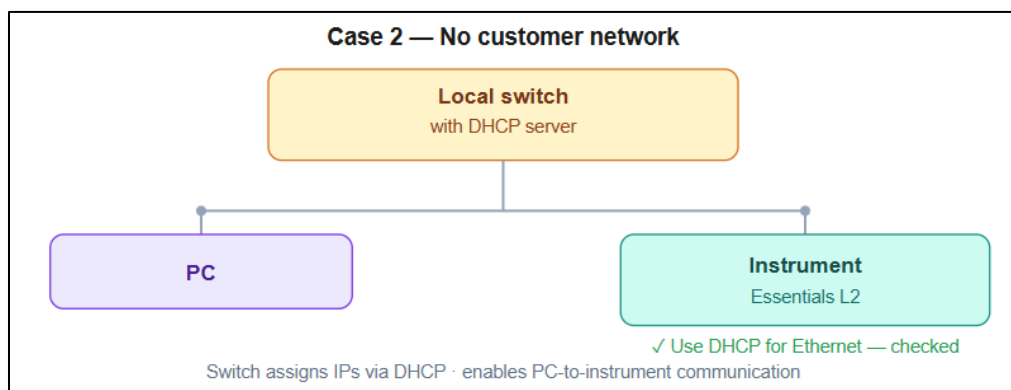 Case 2 — No customer network
Local switch
with DHCP server
PC
Instrument
Essentials L2
✓ Use DHCP for Ethernet — checked
Switch assigns IPs via DHCP · enables PC-to-instrument communication